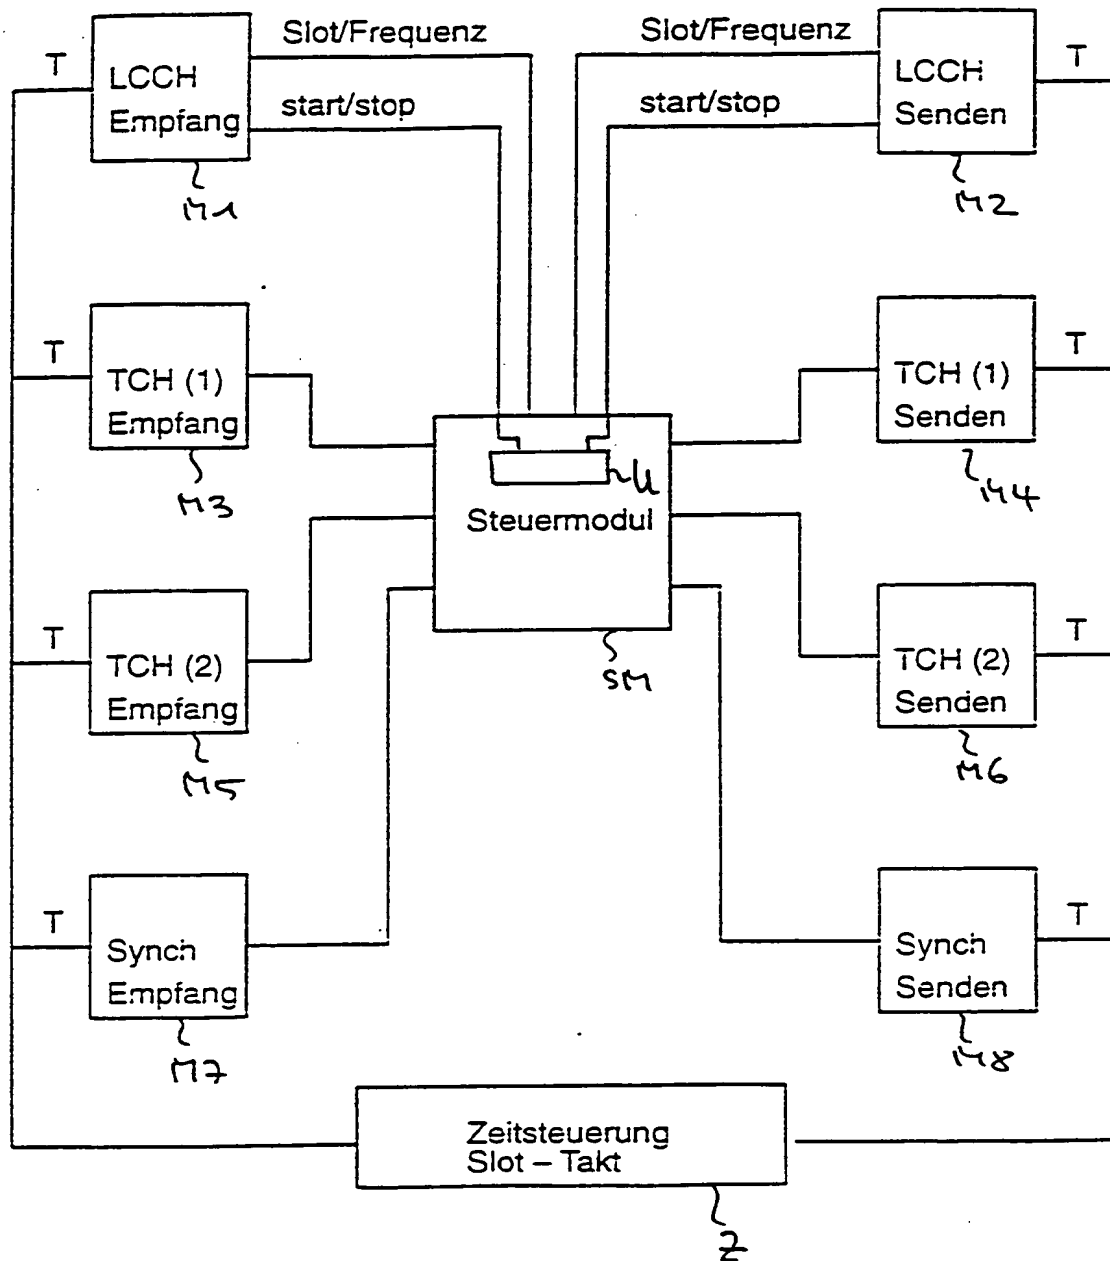 Slot/Frequenz
Slot/Frequenz
T
LCCH
Empfang
start/stop
start/stop
LCCH
Senden
T
M1
M2
T
TCH (1)
Empfang
TCH (1)
Senden
T
M3
U
M4
Steuermodul
SM
T
TCH (2)
Empfang
TCH (2)
Senden
T
M5
M6
T
Synch
Empfang
Synch
Senden
T
M7
M8
Zeitsteuerung
Slot – Takt
Z